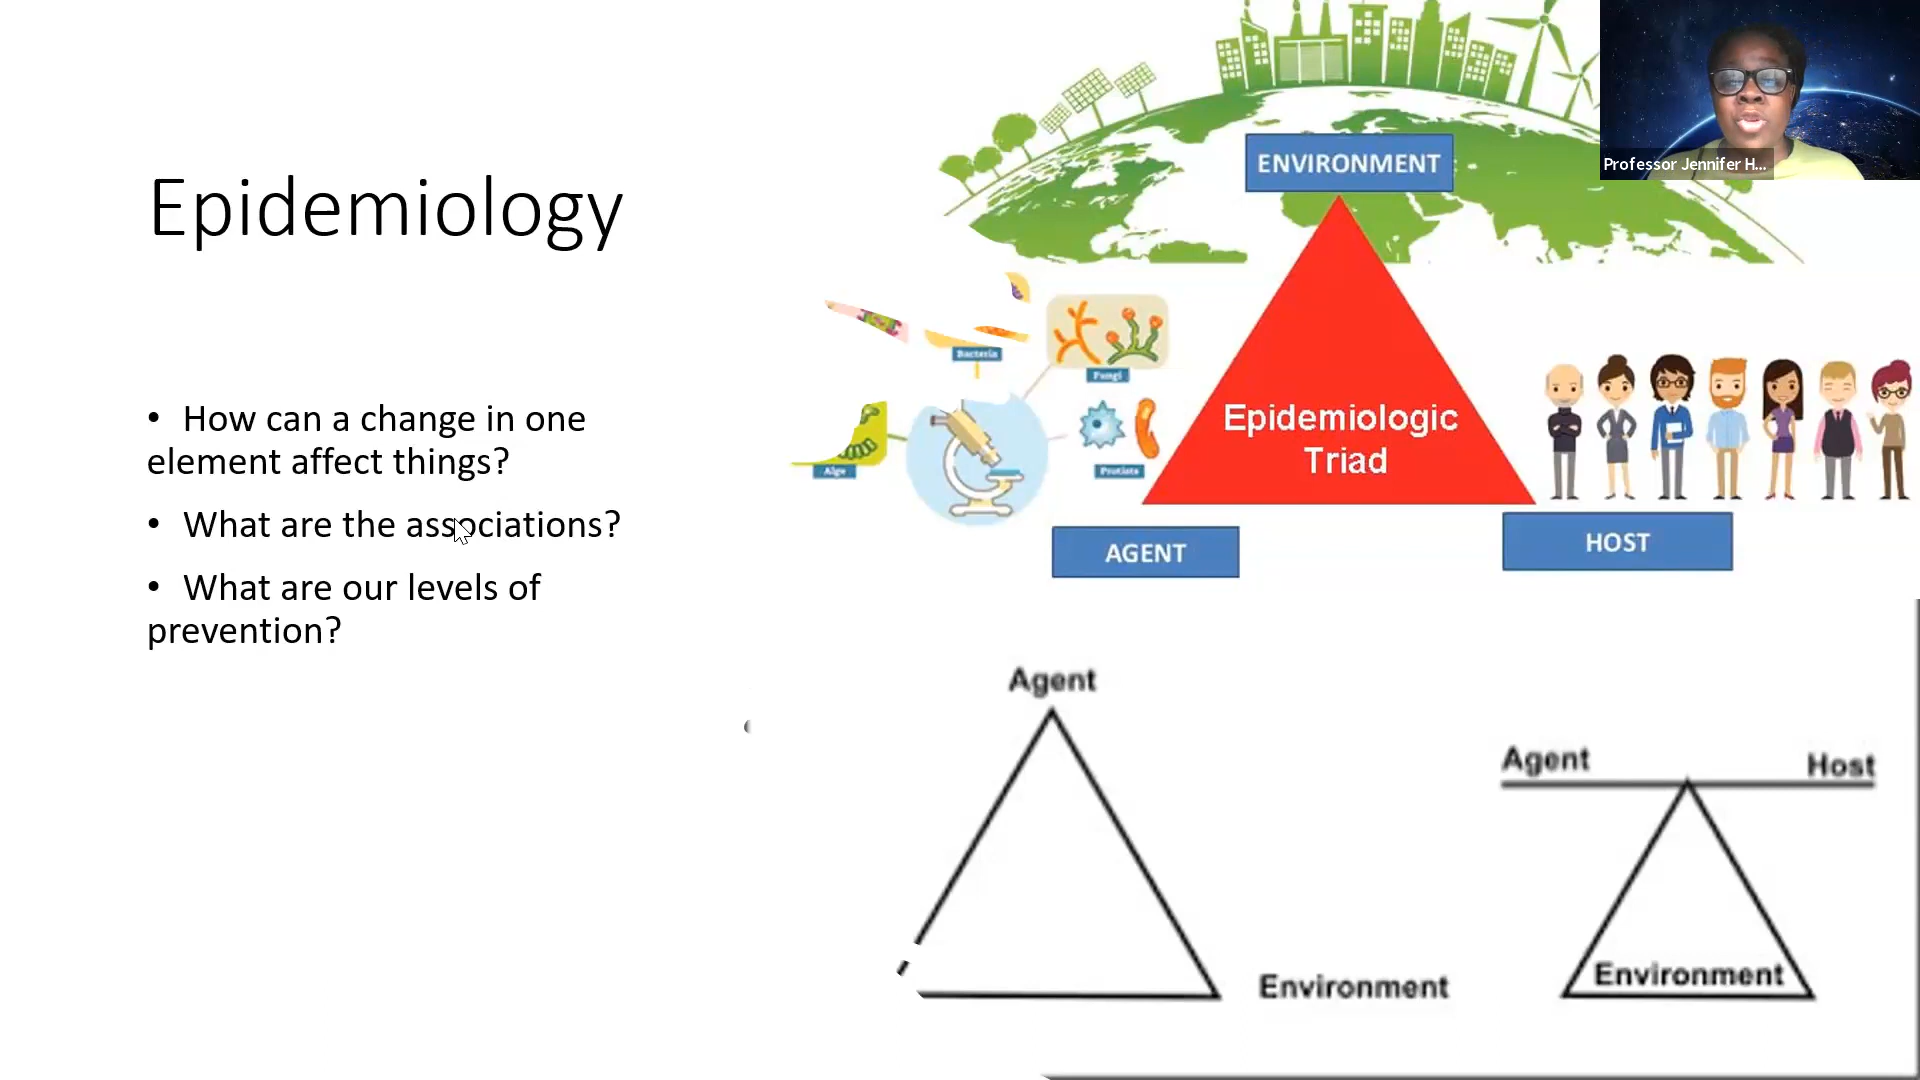 Epidemiology
• How can a change in one
element affect things?
• What are the associations?
• What are our levels of
prevention?
ENVIRONMENT
Professor Jennifer H...
Bacteria
Fungi
Alge
Protists
Epidemiologic
Triad
AGENT
HOST
Agent
Environment
Agent
Host
Environment